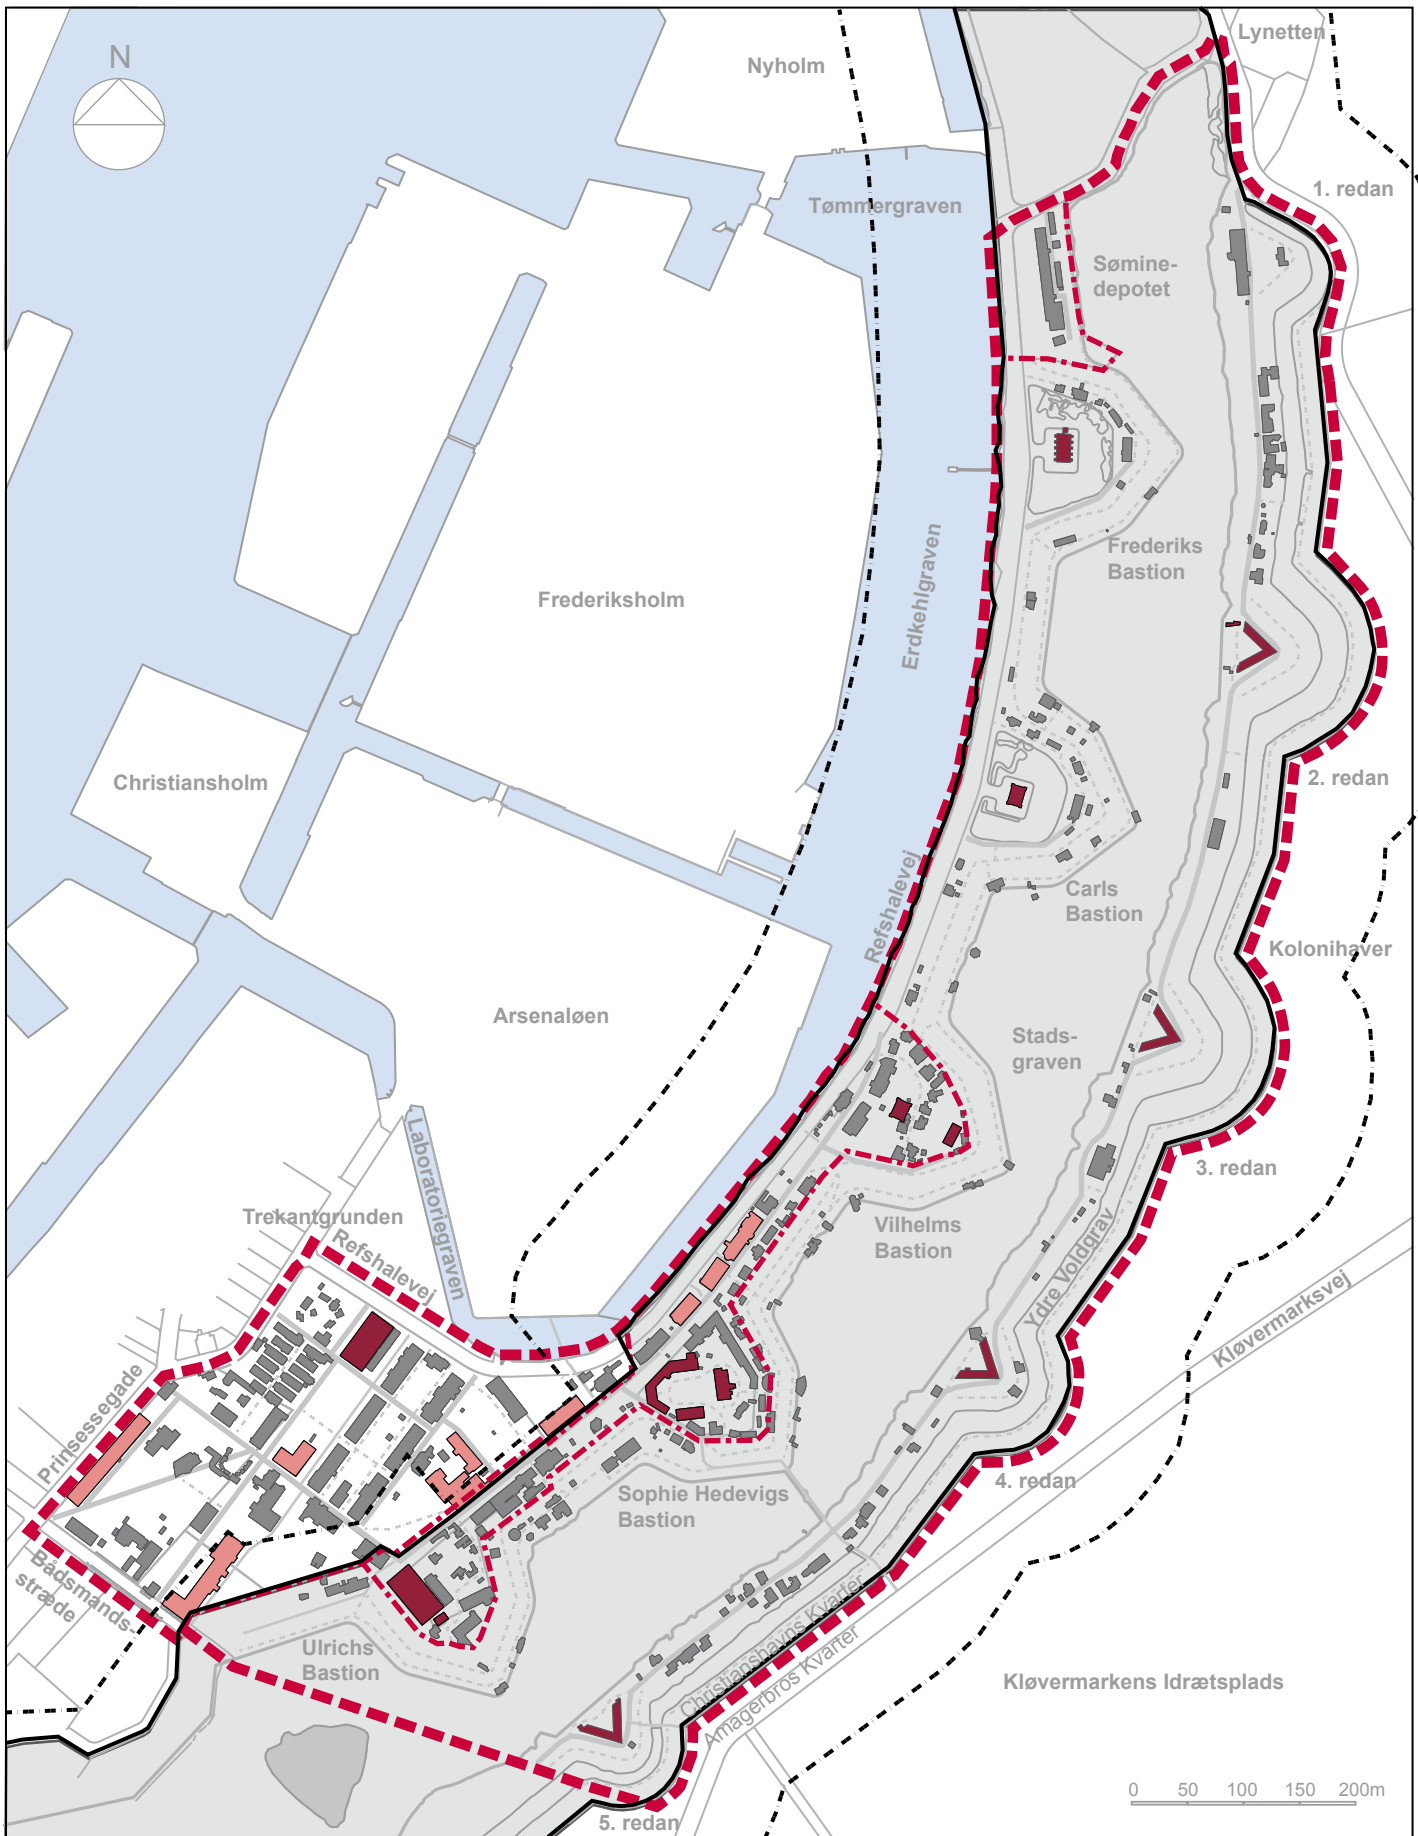 Lynetten
N
Nyholm
1. redan
Tømmergraven
Sømine-
depotet
Frederiks
Bastion
Frederiksholm
Erdkehlgraven
Christiansholm
2. redan
Refshalevej
Carls
Bastion
Kolonihaver
Arsenaløen
Stads-
graven
Laboratoriegraven
3. redan
Trekantgrunden
Refshalevej
Vilhelms
Bastion
Ydre Voldgrav
Kløvermarksvej
Prinsessegade
4. redan
Sophie Hedevigs
Bastion
Bådsmands-
stræde
Ulrichs
Bastion
Christianshavns Kvarter
Amagerbros Kvarter
Kløvermarkens Idrætsplads
0 50 100 150 200m
5. redan